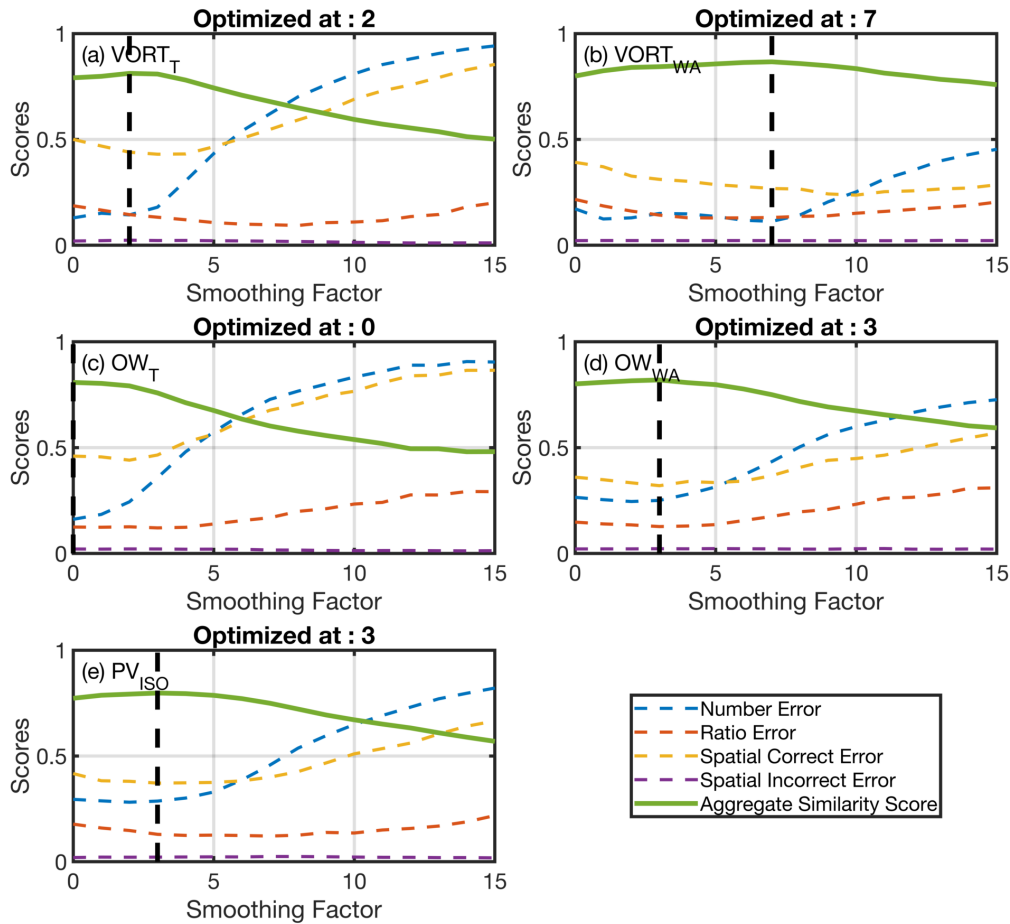 Optimized at : 2
(a) VORT_T
1
0.5
0
Scores
0 5 10 15
Smoothing Factor
Optimized at : 7
(b) VORT_WA
1
0.5
0
Scores
0 5 10 15
Smoothing Factor
Optimized at : 0
(c) OW_T
1
0.5
0
Scores
0 5 10 15
Smoothing Factor
Optimized at : 3
(d) OW_WA
1
0.5
0
Scores
0 5 10 15
Smoothing Factor
Optimized at : 3
(e) PV_ISO
1
0.5
0
Scores
0 5 10 15
Smoothing Factor
Number Error
Ratio Error
Spatial Correct Error
Spatial Incorrect Error
Aggregate Similarity Score